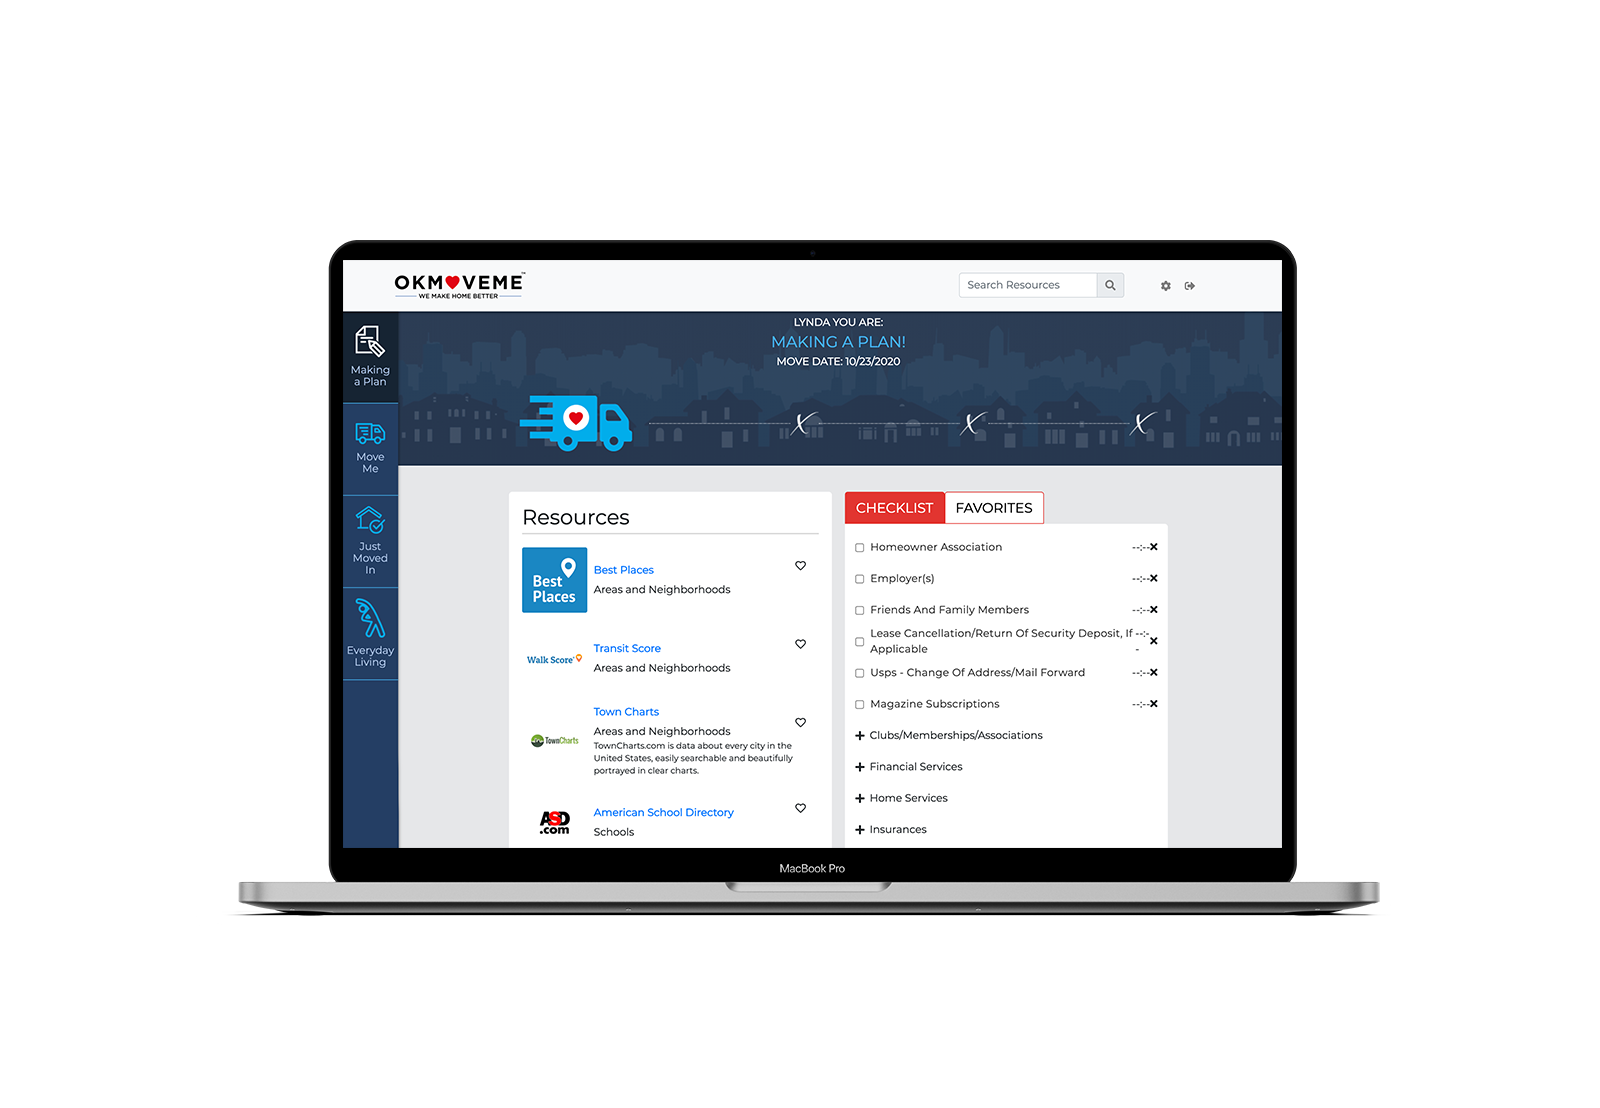 OKMOVEME
WE MAKE HOME BETTER
Search Resources
LYNDA YOU ARE:
MAKING A PLAN!
MOVE DATE: 10/23/2020
Making
a Plan
Move
Me
Just
Moved
In
Everyday
Living
Resources
Best
Places
Best Places
Areas and Neighborhoods
Walk Score
Transit Score
Areas and Neighborhoods
TownCharts
Town Charts
Areas and Neighborhoods
TownCharts.com is data about every city in the
United States, easily searchable and beautifully
portrayed in clear charts.
ASD
.com
American School Directory
Schools
CHECKLIST
FAVORITES
Homeowner Association --:--
Employer(s) --:--
Friends And Family Members --:--
Lease Cancellation/Return Of Security Deposit, If --:-
Applicable -
Usps - Change Of Address/Mail Forward --:--
Magazine Subscriptions --:--
Clubs/Memberships/Associations
Financial Services
Home Services
Insurances
MacBook Pro